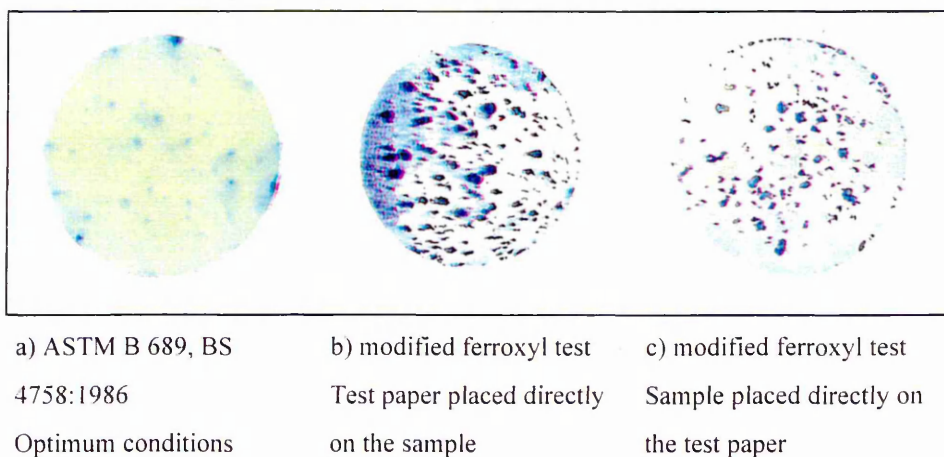 a) ASTM B 689, BS
4758:1986
Optimum conditions
b) modified ferroxyl test
Test paper placed directly
on the sample
c) modified ferroxyl test
Sample placed directly on
the test paper